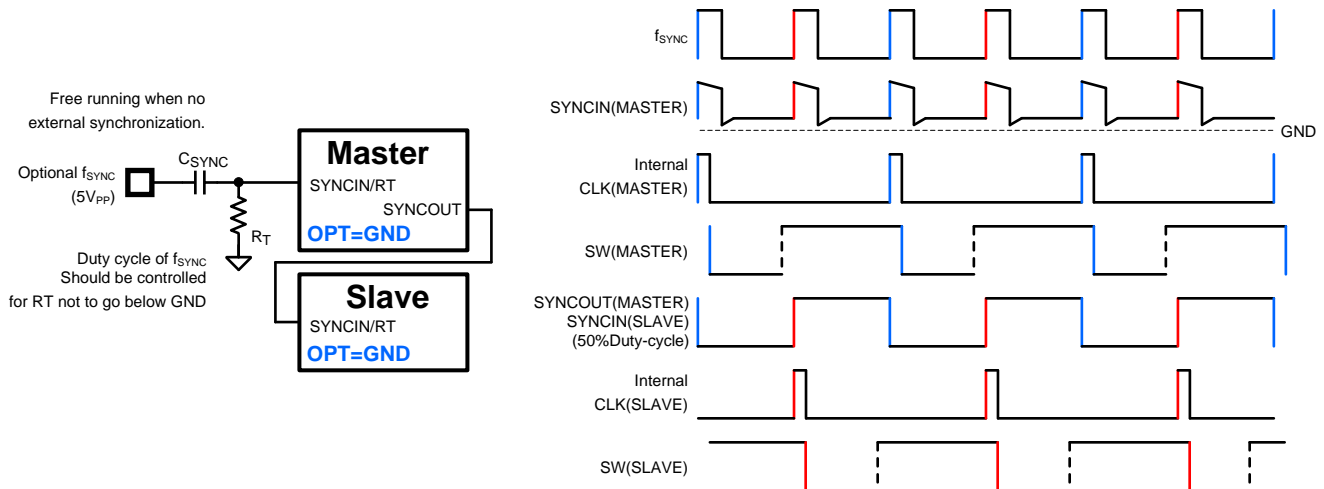 Free running when no
external synchronization.
Optional fSYNC
(5VPP)
CSYNC
RT
Duty cycle of fSYNC
Should be controlled
for RT not to go below GND
Master
SYNCIN/RT
SYNCOUT
OPT=GND
Slave
SYNCIN/RT
OPT=GND
fSYNC
SYNCIN(MASTER)
GND
Internal
CLK(MASTER)
SW(MASTER)
SYNCOUT(MASTER)
SYNCIN(SLAVE)
(50%Duty-cycle)
Internal
CLK(SLAVE)
SW(SLAVE)